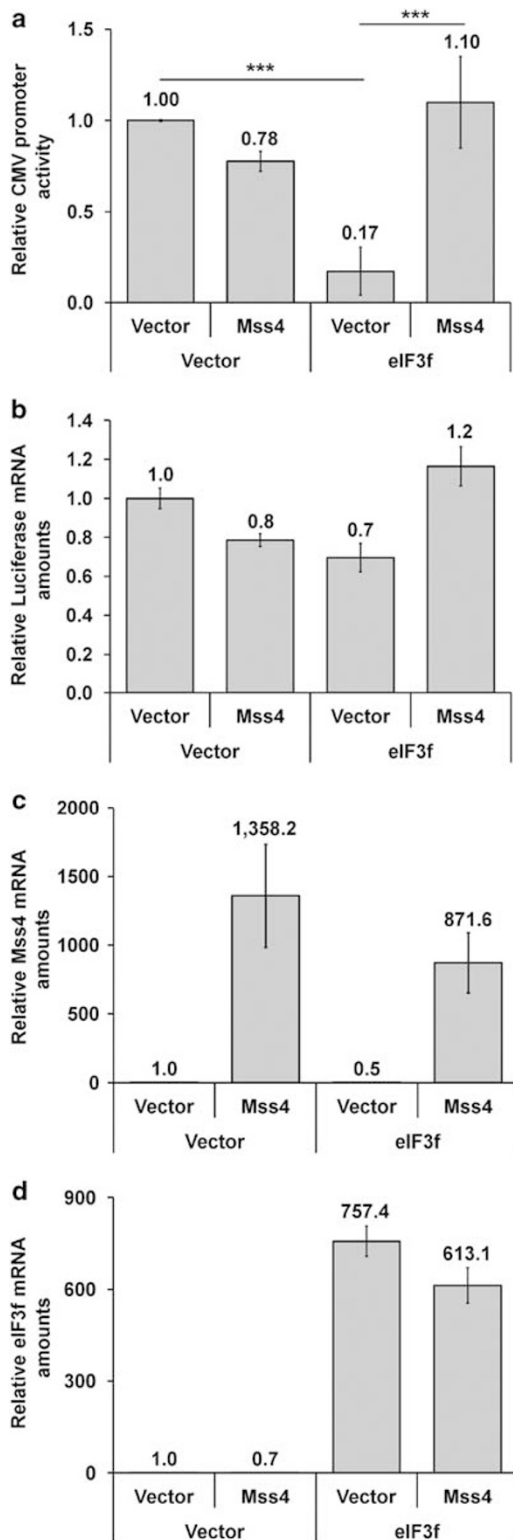 a
Relative CMV promoter
activity
1.5
1.0
0.5
0.0
***
***
1.00
0.78
0.17
1.10
Vector Mss4 Vector Mss4
Vector eIF3f
b
Relative Luciferase mRNA
amounts
1.4
1.2
1.0
0.8
0.6
0.4
0.2
0.0
1.0
0.8
0.7
1.2
Vector Mss4 Vector Mss4
Vector eIF3f
c
Relative Mss4 mRNA
amounts
2000
1500
1000
500
0
1.0
1,358.2
0.5
871.6
Vector Mss4 Vector Mss4
Vector eIF3f
d
Relative eIF3f mRNA
amounts
900
600
300
0
1.0
0.7
757.4
613.1
Vector Mss4 Vector Mss4
Vector eIF3f